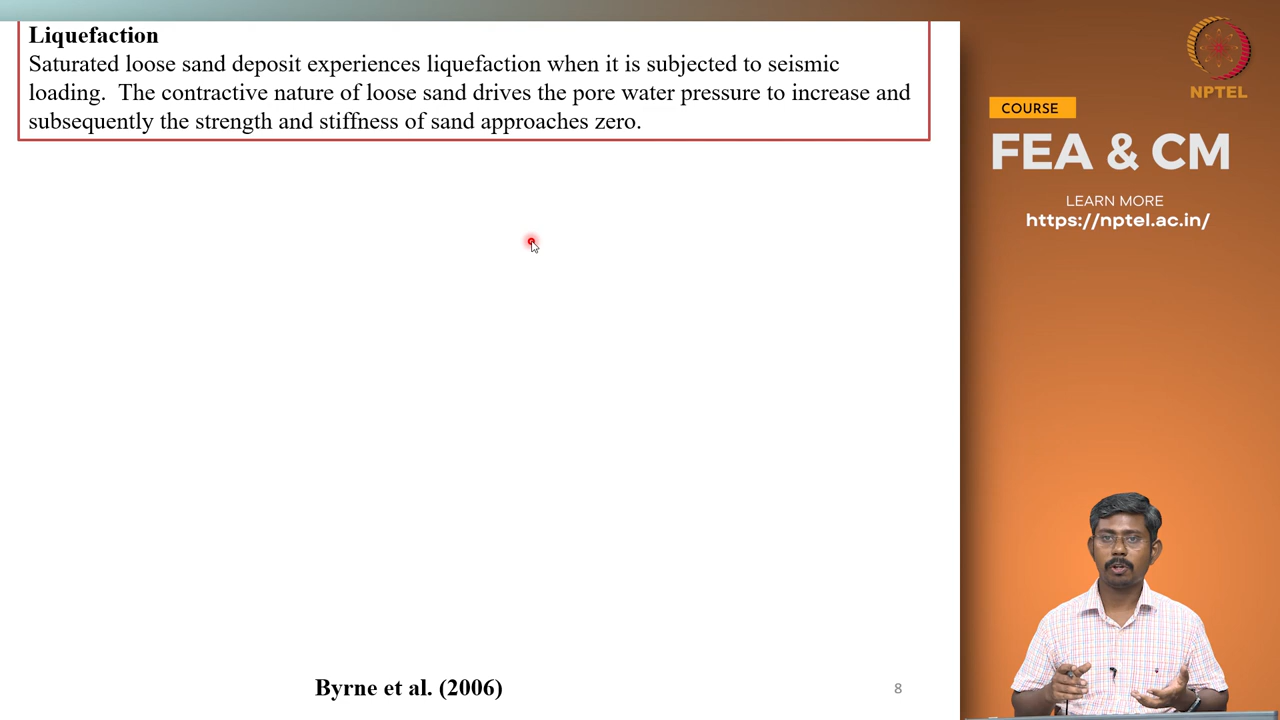 Liquefaction
Saturated loose sand deposit experiences liquefaction when it is subjected to seismic
loading.  The contractive nature of loose sand drives the pore water pressure to increase and
subsequently the strength and stiffness of sand approaches zero.
Byrne et al. (2006)
8
NPTEL
COURSE
FEA & CM
LEARN MORE
https://nptel.ac.in/